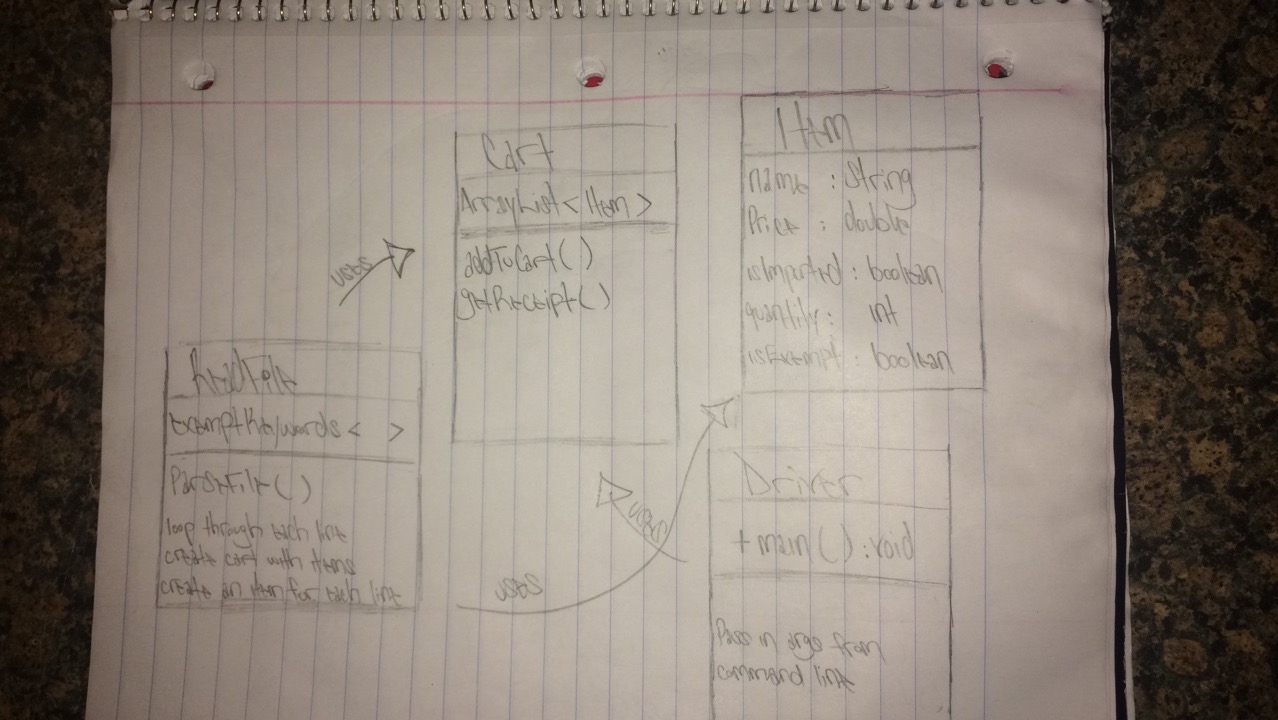 Cart
ArrayList<Item>
addToCart()
getReceipt()
Item
name : String
Price : double
isImported : boolean
quantity : int
isExempt : boolean
uses
ReadFile
ExemptKeywords< >
ParseFile()
loop through each line
create cart with items
create an item for each line
uses
uses
Driver
+main() : void
Pass in args from
command line